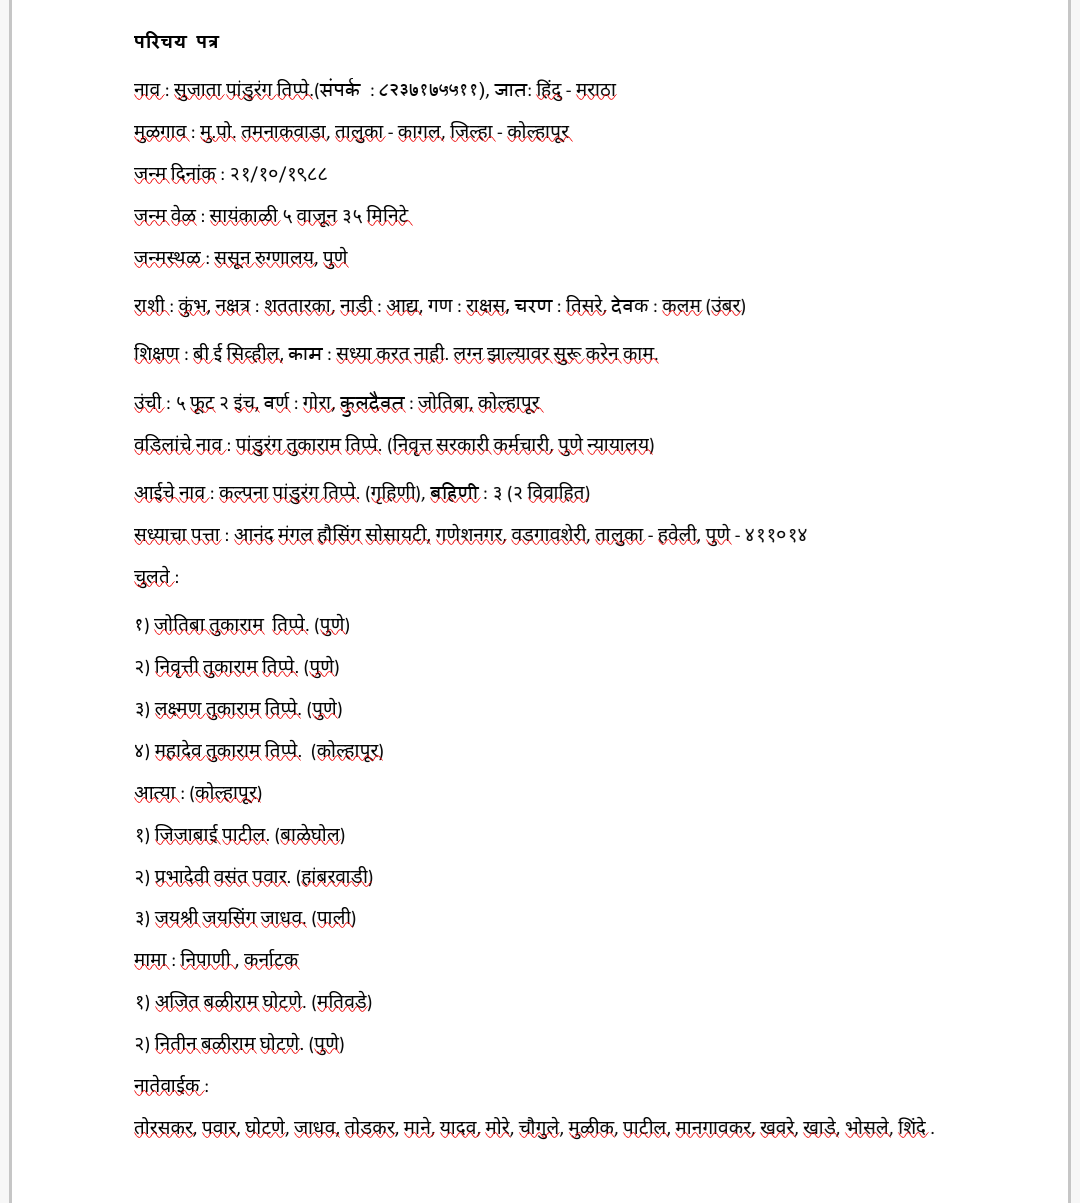 परिचय पत्र
नाव : सुजाता पांडुरंग तिप्पे.(संपर्क : ८२३७१७५५११), जात: हिंदु - मराठा
मुळगाव : मु.पो. तमनाकवाडा, तालुका - कागल, जिल्हा - कोल्हापूर
जन्म दिनांक : २१/१०/१९८८
जन्म वेळ : सायंकाळी ५ वाजून ३५ मिनिटे
जन्मस्थळ : ससून रुग्णालय, पुणे
राशी : कुंभ, नक्षत्र : शततारका, नाडी : आद्य, गण : राक्षस, चरण : तिसरे, देवक : कलम (उंबर)
शिक्षण : बी ई सिव्हील, काम : सध्या करत नाही. लग्न झाल्यावर सुरू करेन काम.
उंची : ५ फूट २ इंच, वर्ण : गोरा, कुलदैवत : जोतिबा, कोल्हापूर
वडिलांचे नाव : पांडुरंग तुकाराम तिप्पे. (निवृत्त सरकारी कर्मचारी, पुणे न्यायालय)
आईचे नाव : कल्पना पांडुरंग तिप्पे. (गृहिणी), बहिणी : ३ (२ विवाहित)
सध्याचा पत्ता : आनंद मंगल हौसिंग सोसायटी, गणेशनगर, वडगावशेरी, तालुका - हवेली, पुणे - ४११०१४
चुलते :
१) जोतिबा तुकाराम तिप्पे. (पुणे)
२) निवृत्ती तुकाराम तिप्पे. (पुणे)
३) लक्ष्मण तुकाराम तिप्पे. (पुणे)
४) महादेव तुकाराम तिप्पे. (कोल्हापूर)
आत्या : (कोल्हापूर)
१) जिजाबाई पाटील. (बाळेघोल)
२) प्रभादेवी वसंत पवार. (हांबरवाडी)
३) जयश्री जयसिंग जाधव. (पाली)
मामा : निपाणी , कर्नाटक
१) अजित बळीराम घोटणे. (मतिवडे)
२) नितीन बळीराम घोटणे. (पुणे)
नातेवाईक :
तोरसकर, पवार, घोटणे, जाधव, तोडकर, माने, यादव, मोरे, चौगुले, मुळीक, पाटील, मानगावकर, खवरे, खाडे, भोसले, शिंदे .